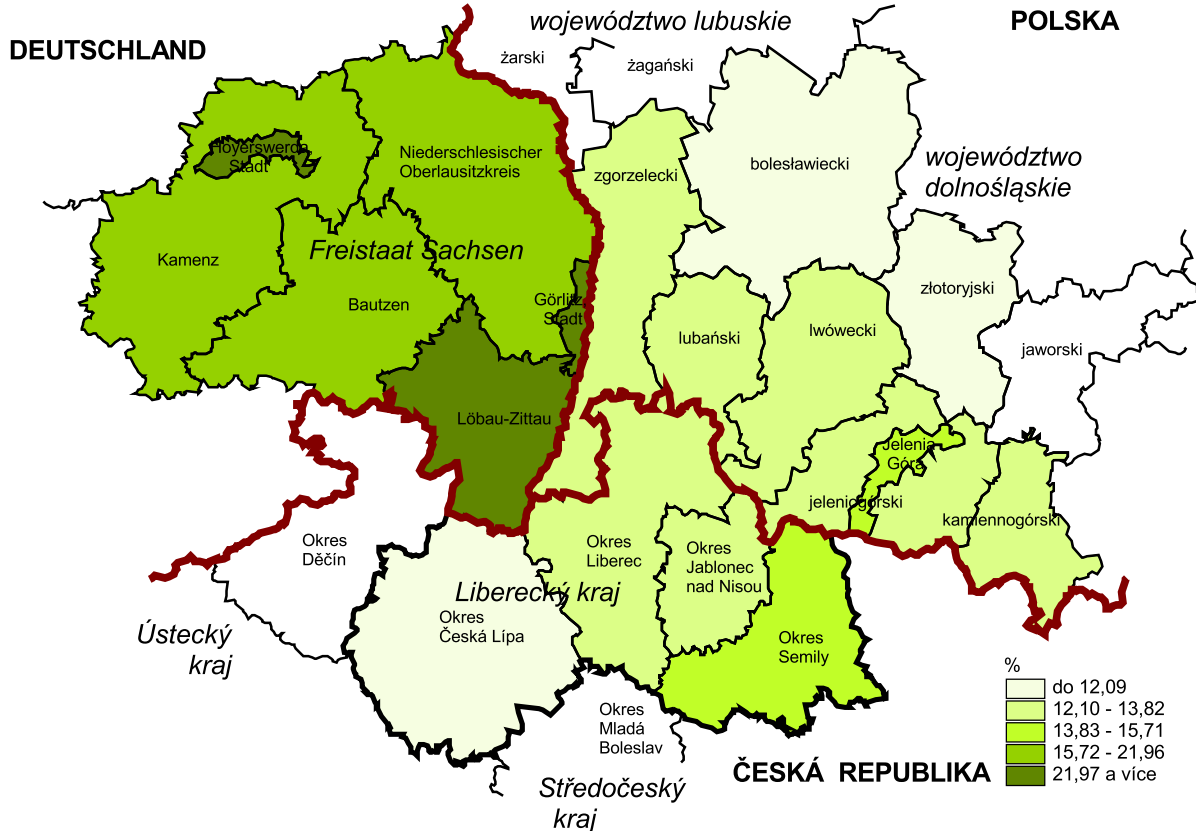 województwo lubuskie
POLSKA
DEUTSCHLAND
żarski
żagański
Hoyerswerda
Stadt
Niederschlesischer
Oberlausitzkreis
zgorzelecki
bolesławiecki
województwo
dolnośląskie
Kamenz
Freistaat Sachsen
Bautzen
Görlitz
Stadt
lubański
lwówecki
złotoryjski
jaworski
Löbau-Zittau
Jelenia
Góra
jeleniogórski
kamiennogórski
Okres
Děčín
Okres
Liberec
Okres
Jablonec
nad Nisou
Liberecký kraj
Okres
Česká Lípa
Ústecký
kraj
Okres
Semily
Okres
Mladá
Boleslav
Středočeský
kraj
ČESKÁ REPUBLIKA
%
do 12,09
12,10 - 13,82
13,83 - 15,71
15,72 - 21,96
21,97 a více